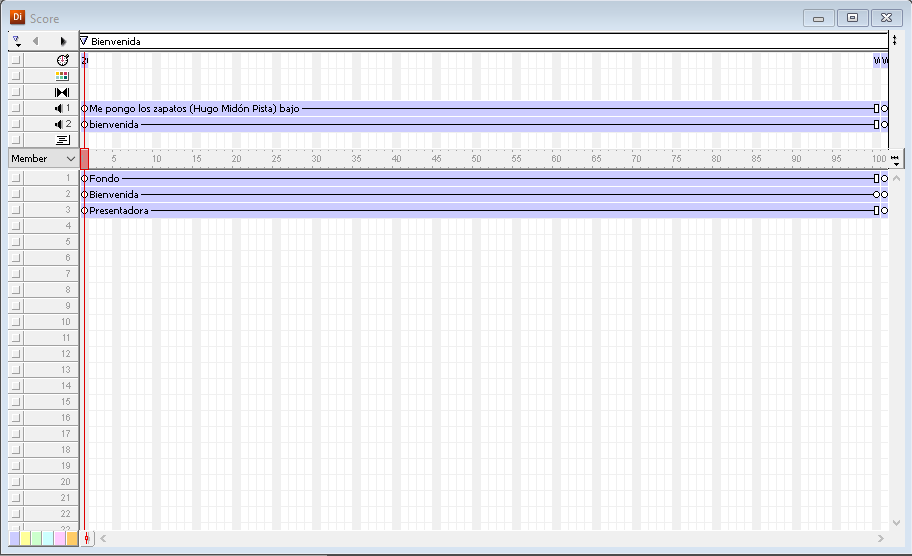 Di Score
Bienvenida
1 Me pongo los zapatos (Hugo Midón Pista) bajo
2 bienvenida
Member 5 10 15 20 25 30 35 40 45 50 55 60 65 70 75 80 85 90 95 100
1 Fondo
2 Bienvenida
3 Presentadora
4
5
6
7
8
9
10
11
12
13
14
15
16
17
18
19
20
21
22